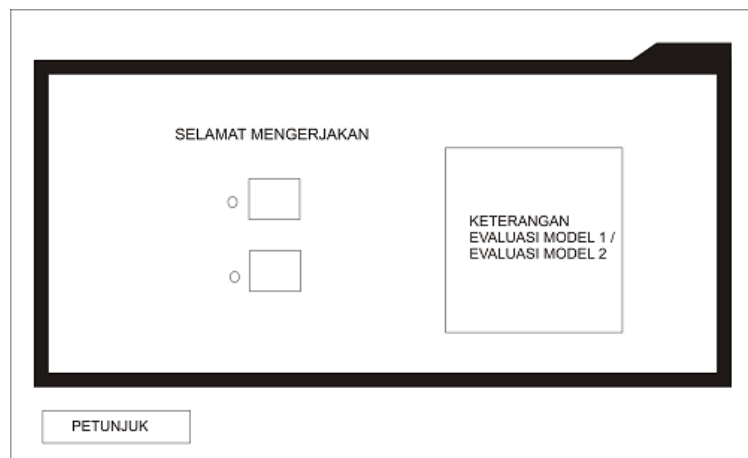 SELAMAT MENGERJAKAN
KETERANGAN
EVALUASI MODEL 1 /
EVALUASI MODEL 2
PETUNJUK